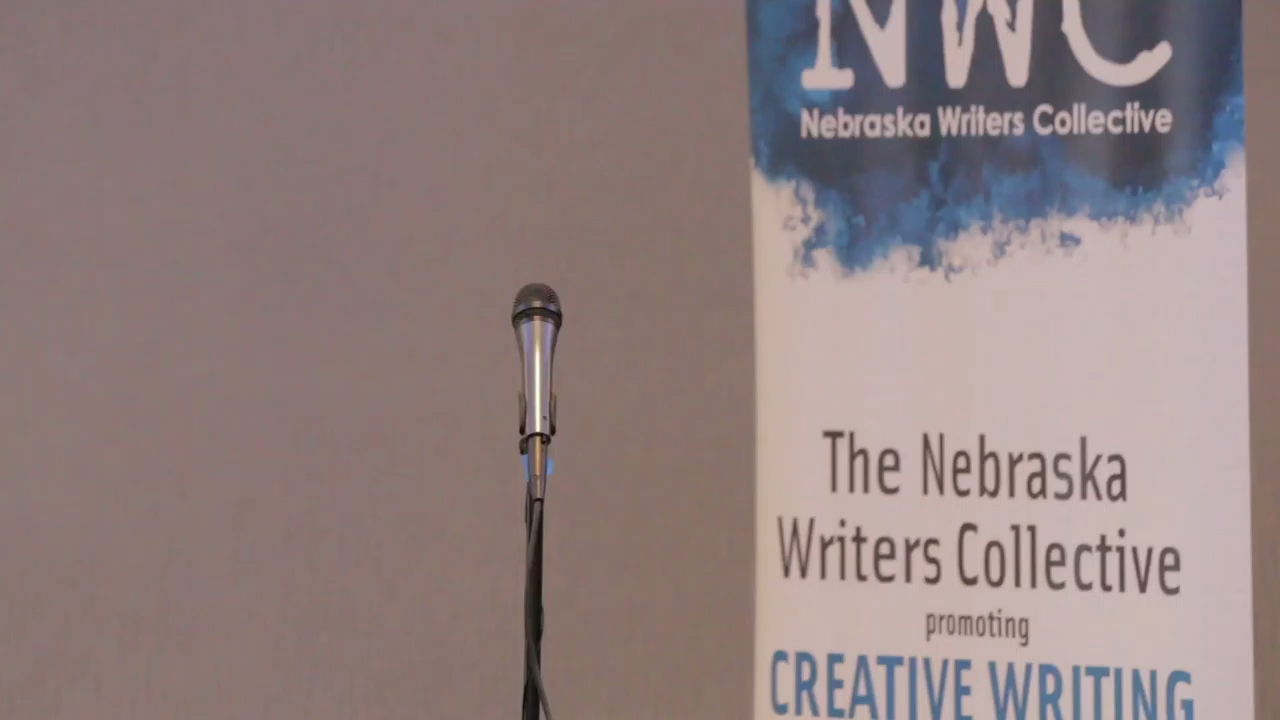 NWC
Nebraska Writers Collective
The Nebraska
Writers Collective
promoting
CREATIVE WRITING